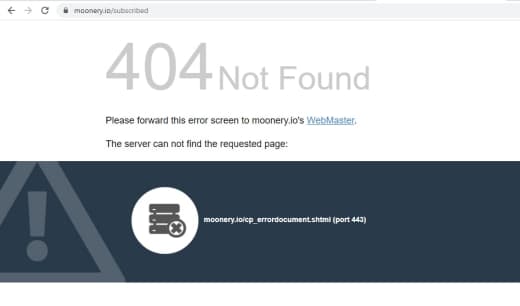 moonery.io/subscribed
404 Not Found
Please forward this error screen to moonery.io's WebMaster.
The server can not find the requested page:
moonery.io/cp_errordocument.shtml (port 443)